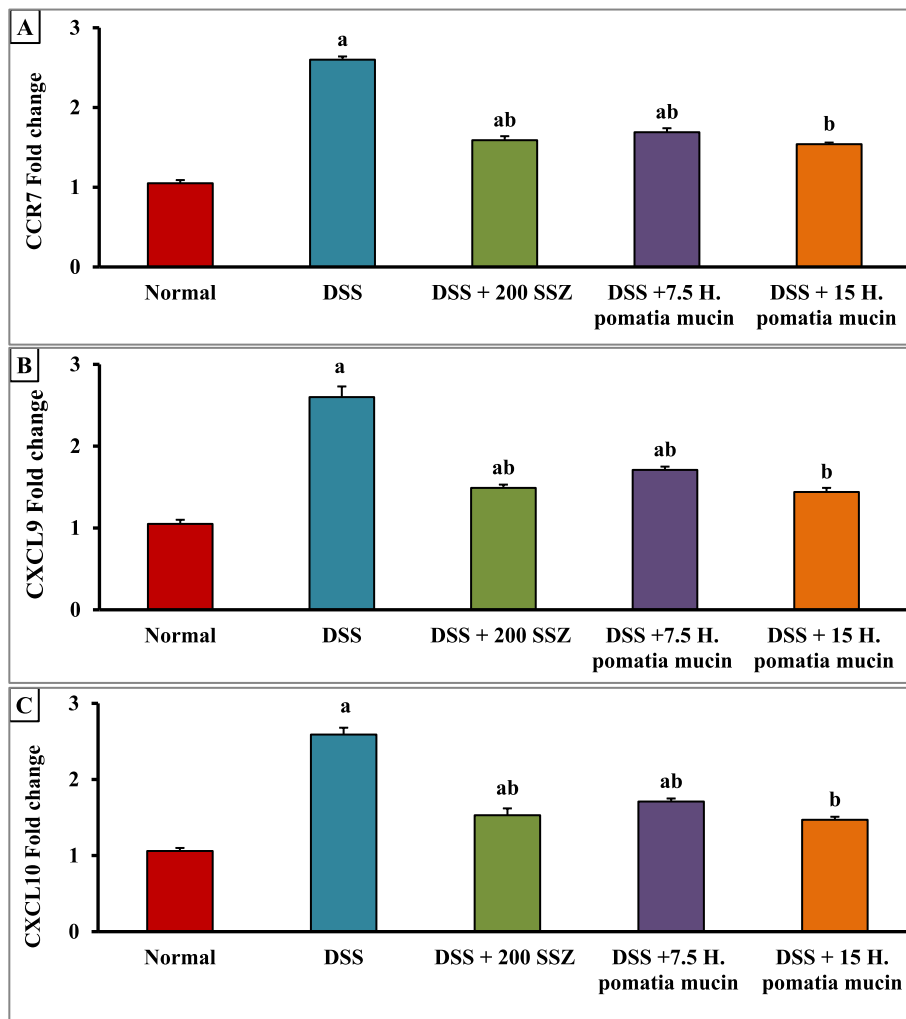 A
CCR7 Fold change
3
2
1
0
a
ab
ab
b
Normal
DSS
DSS + 200 SSZ
DSS +7.5 H.
pomatia mucin
DSS + 15 H.
pomatia mucin
B
CXCL9 Fold change
3
2
1
0
a
ab
ab
b
Normal
DSS
DSS + 200 SSZ
DSS +7.5 H.
pomatia mucin
DSS + 15 H.
pomatia mucin
C
CXCL10 Fold change
3
2
1
0
a
ab
ab
b
Normal
DSS
DSS + 200 SSZ
DSS +7.5 H.
pomatia mucin
DSS + 15 H.
pomatia mucin